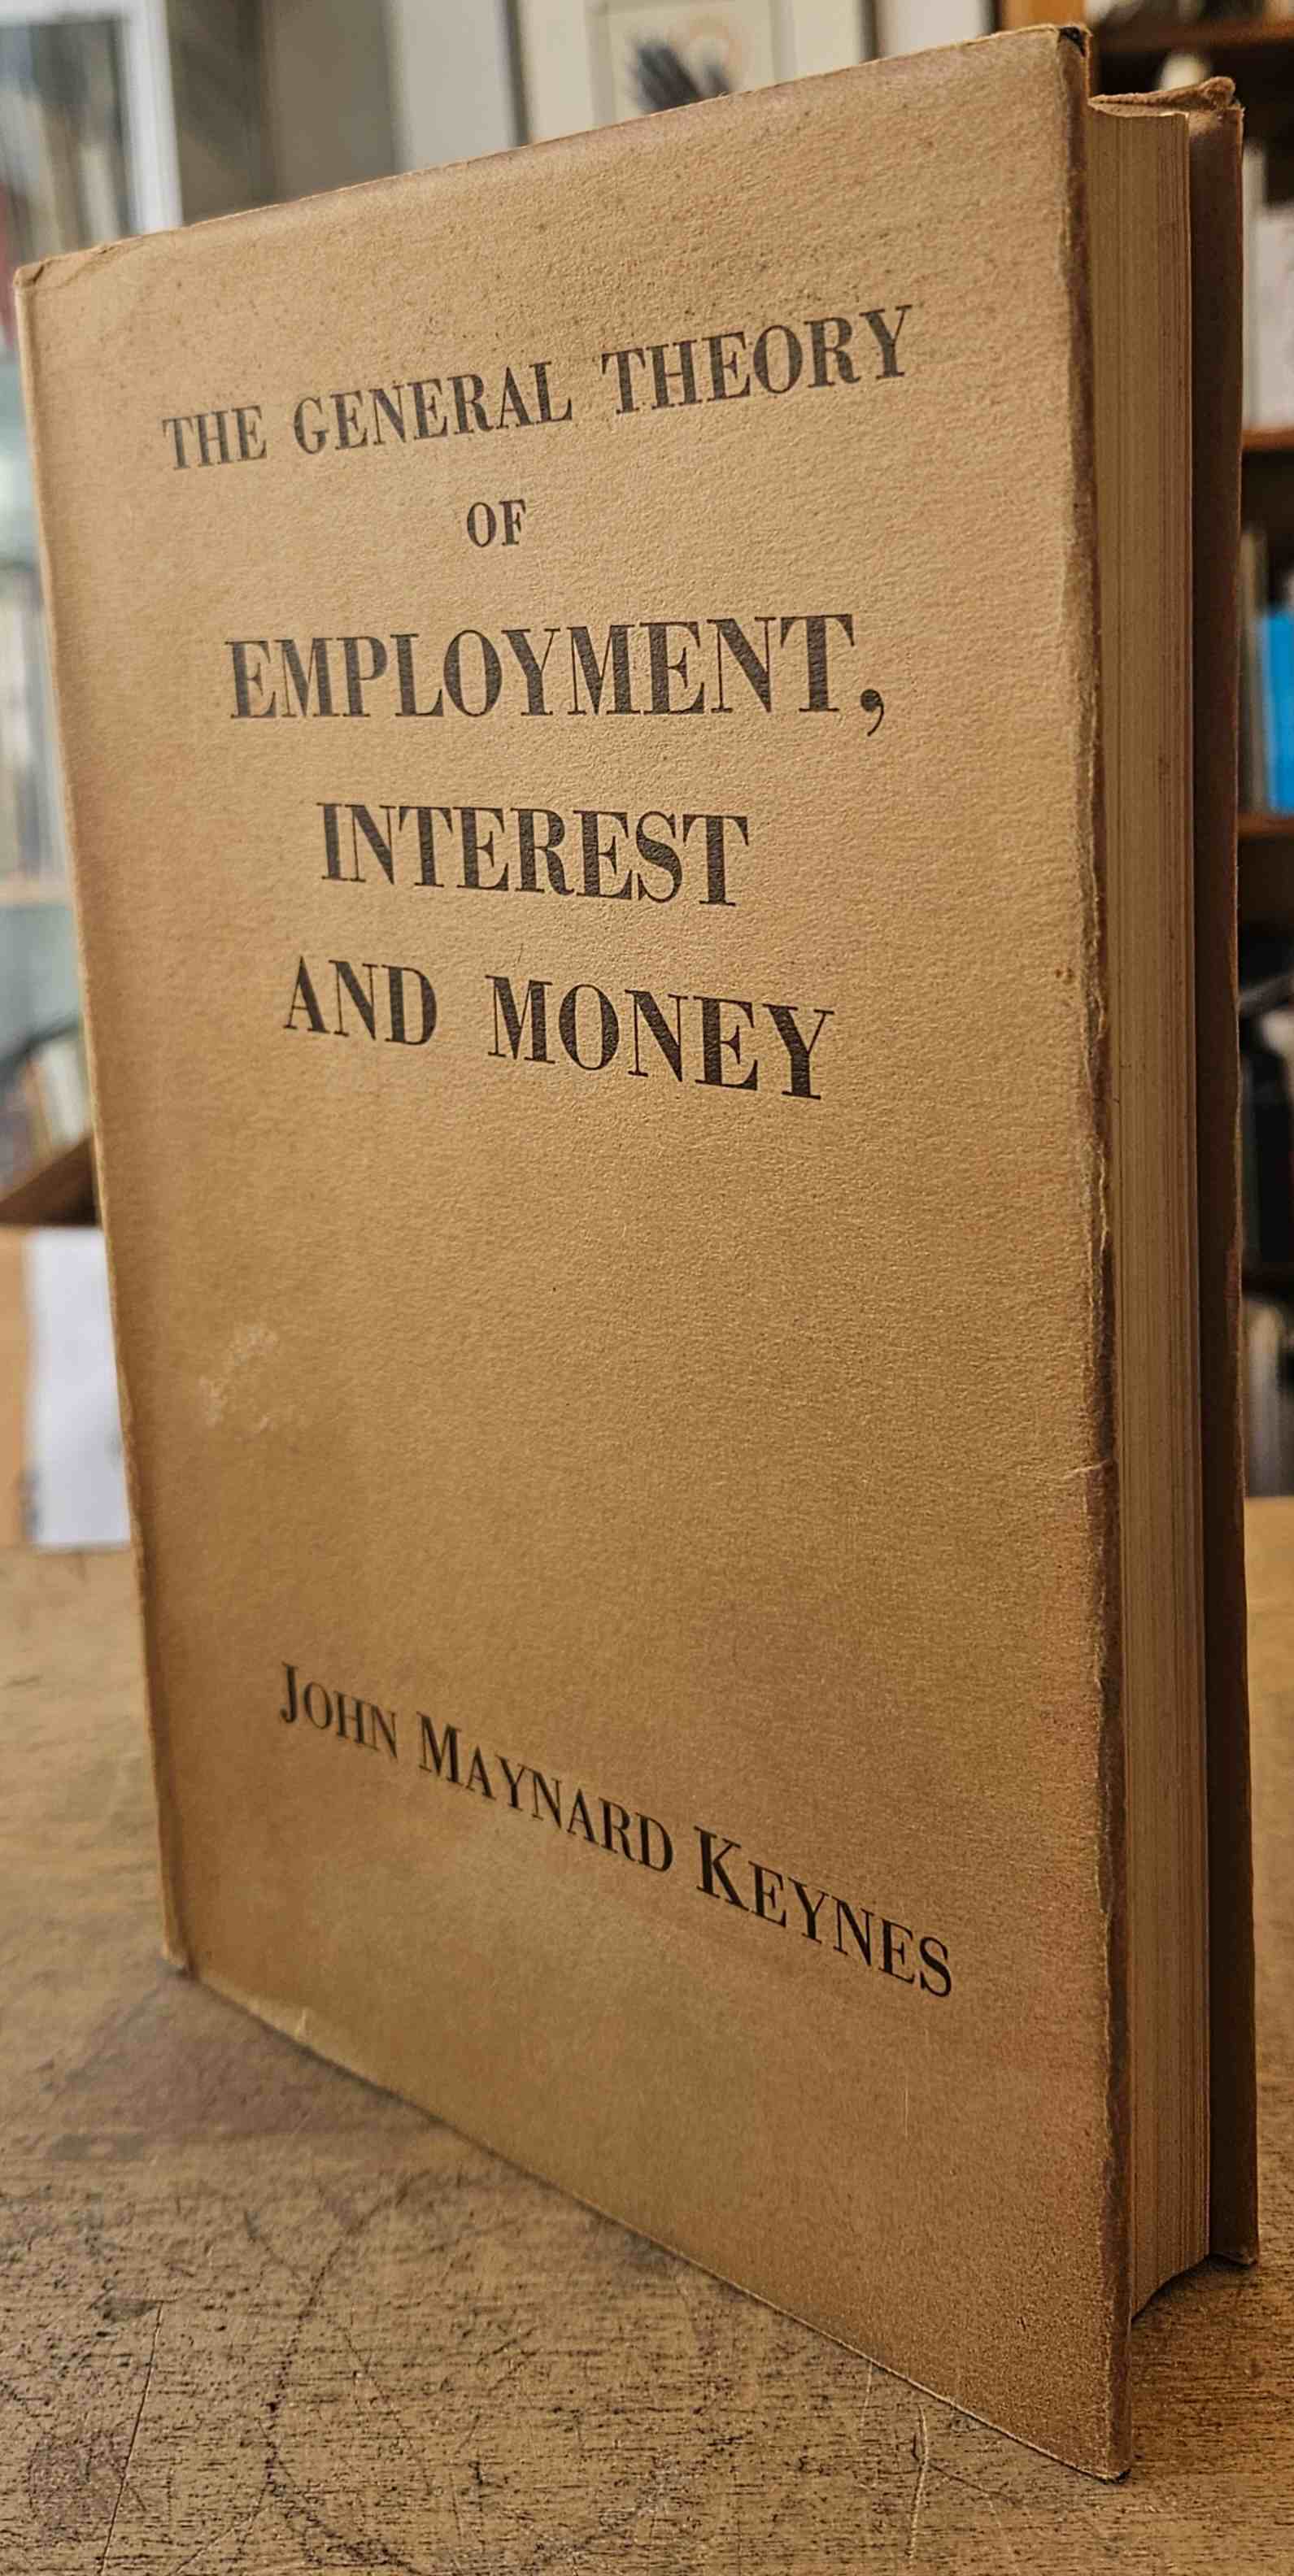 THE GENERAL THEORY
OF
EMPLOYMENT,
INTEREST
AND MONEY
JOHN MAYNARD KEYNES